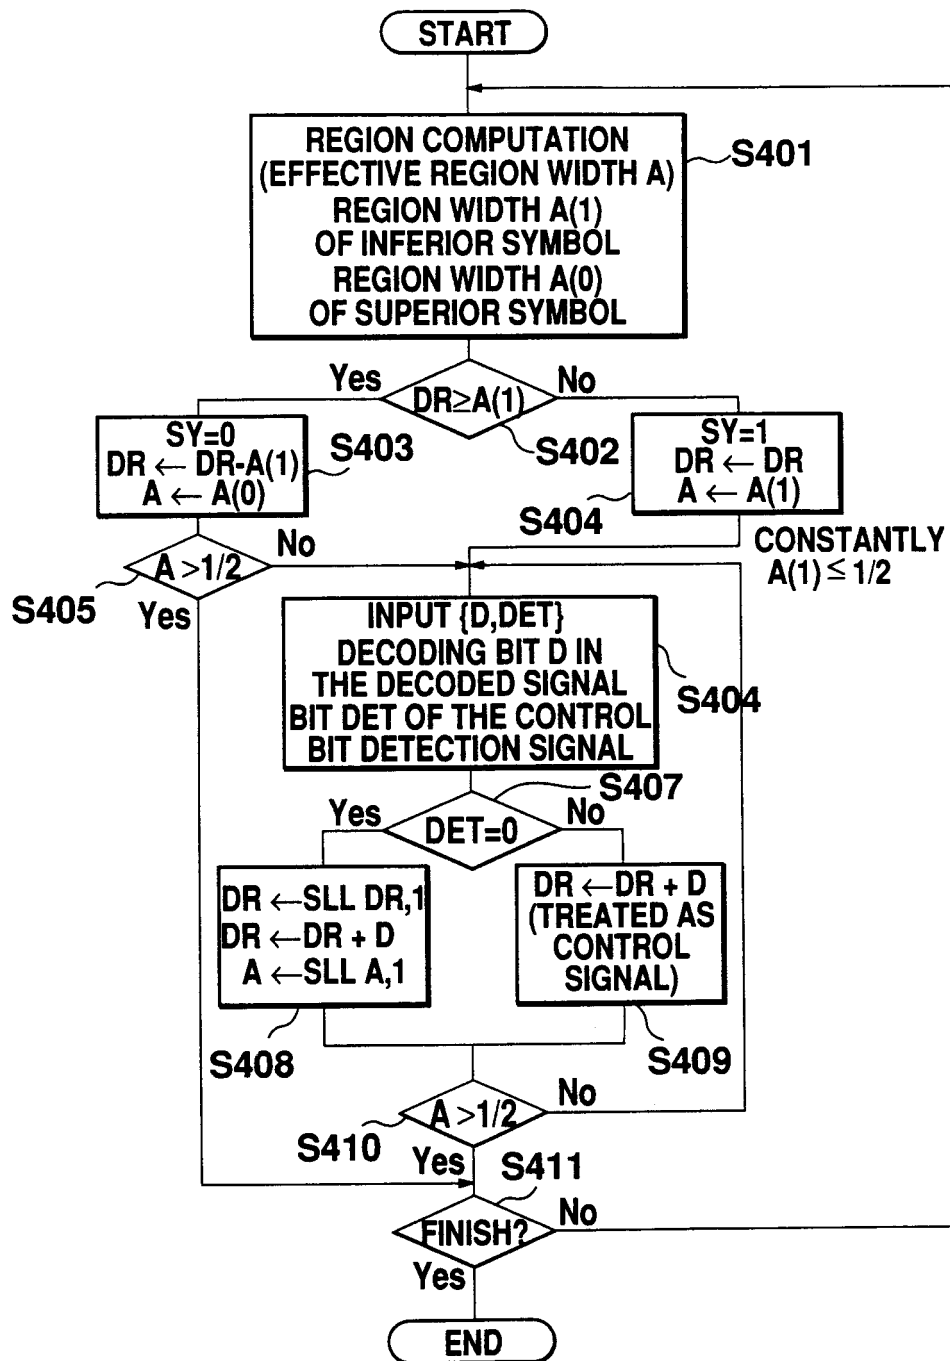 START
REGION COMPUTATION
(EFFECTIVE REGION WIDTH A)
REGION WIDTH A(1)
OF INFERIOR SYMBOL
REGION WIDTH A(0)
OF SUPERIOR SYMBOL
S401
Yes
DR≥A(1)
No
S402
SY=0
DR ← DR-A(1)
A ← A(0)
S403
SY=1
DR ← DR
A ← A(1)
S404
CONSTANTLY
A(1) ≤ 1/2
A >1/2
No
S405
Yes
INPUT {D,DET}
DECODING BIT D IN
THE DECODED SIGNAL
BIT DET OF THE CONTROL
BIT DETECTION SIGNAL
S404
S407
Yes
DET=0
No
DR ←SLL DR,1
DR ←DR + D
A ←SLL A,1
S408
DR ←DR + D
(TREATED AS
CONTROL
SIGNAL)
S409
A >1/2
No
S410
Yes
S411
FINISH?
No
Yes
END